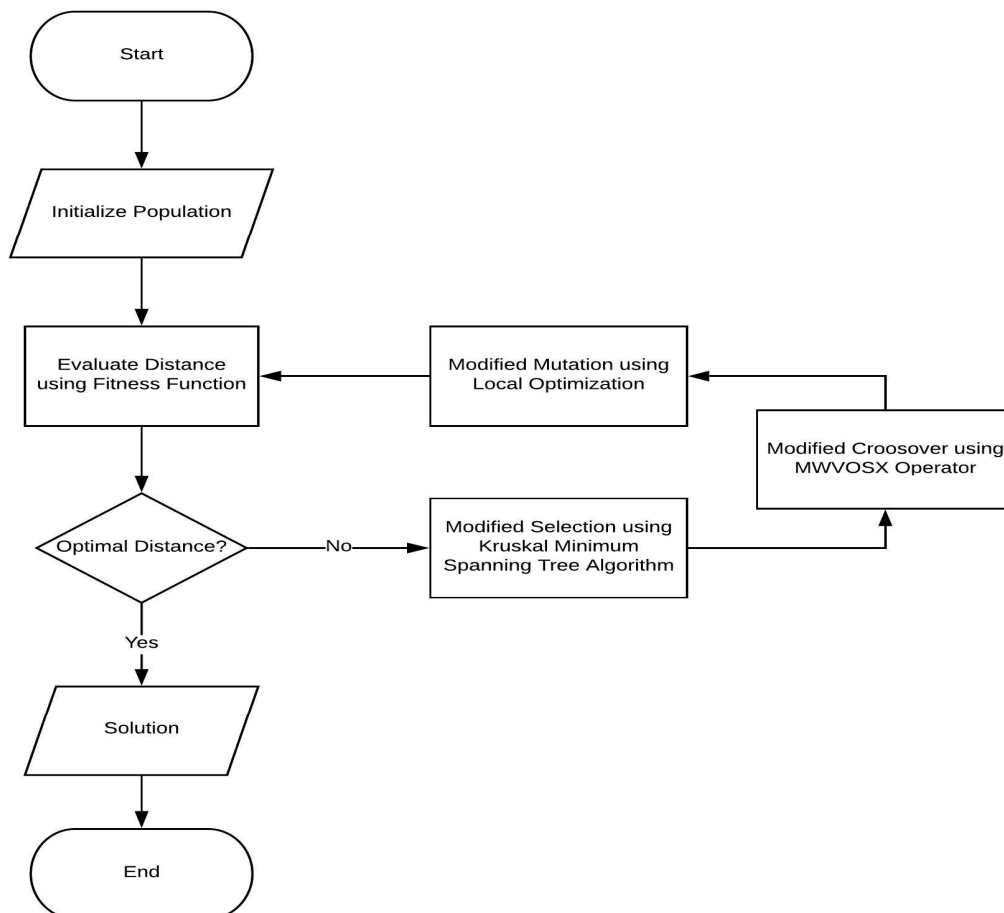 Start
Initialize Population
Evaluate Distance
using Fitness Function
Modified Mutation using
Local Optimization
Modified Croosover using
MWVOSX Operator
Optimal Distance?
No
Modified Selection using
Kruskal Minimum
Spanning Tree Algorithm
Yes
Solution
End